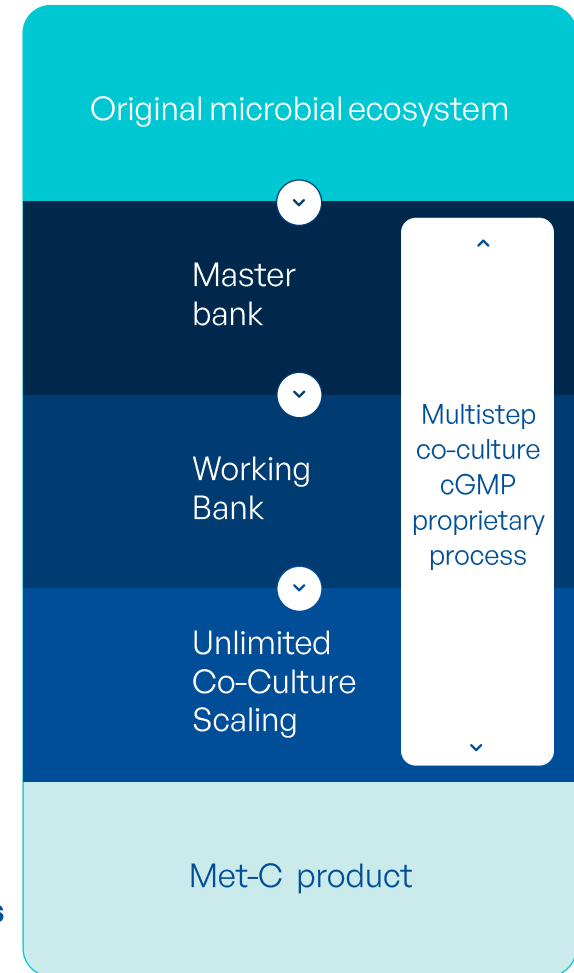 Original microbial ecosystem
Master
bank
Working
Bank
Unlimited
Co-Culture
Scaling
Multistep
co-culture
cGMP
proprietary
process
Met-C product
s